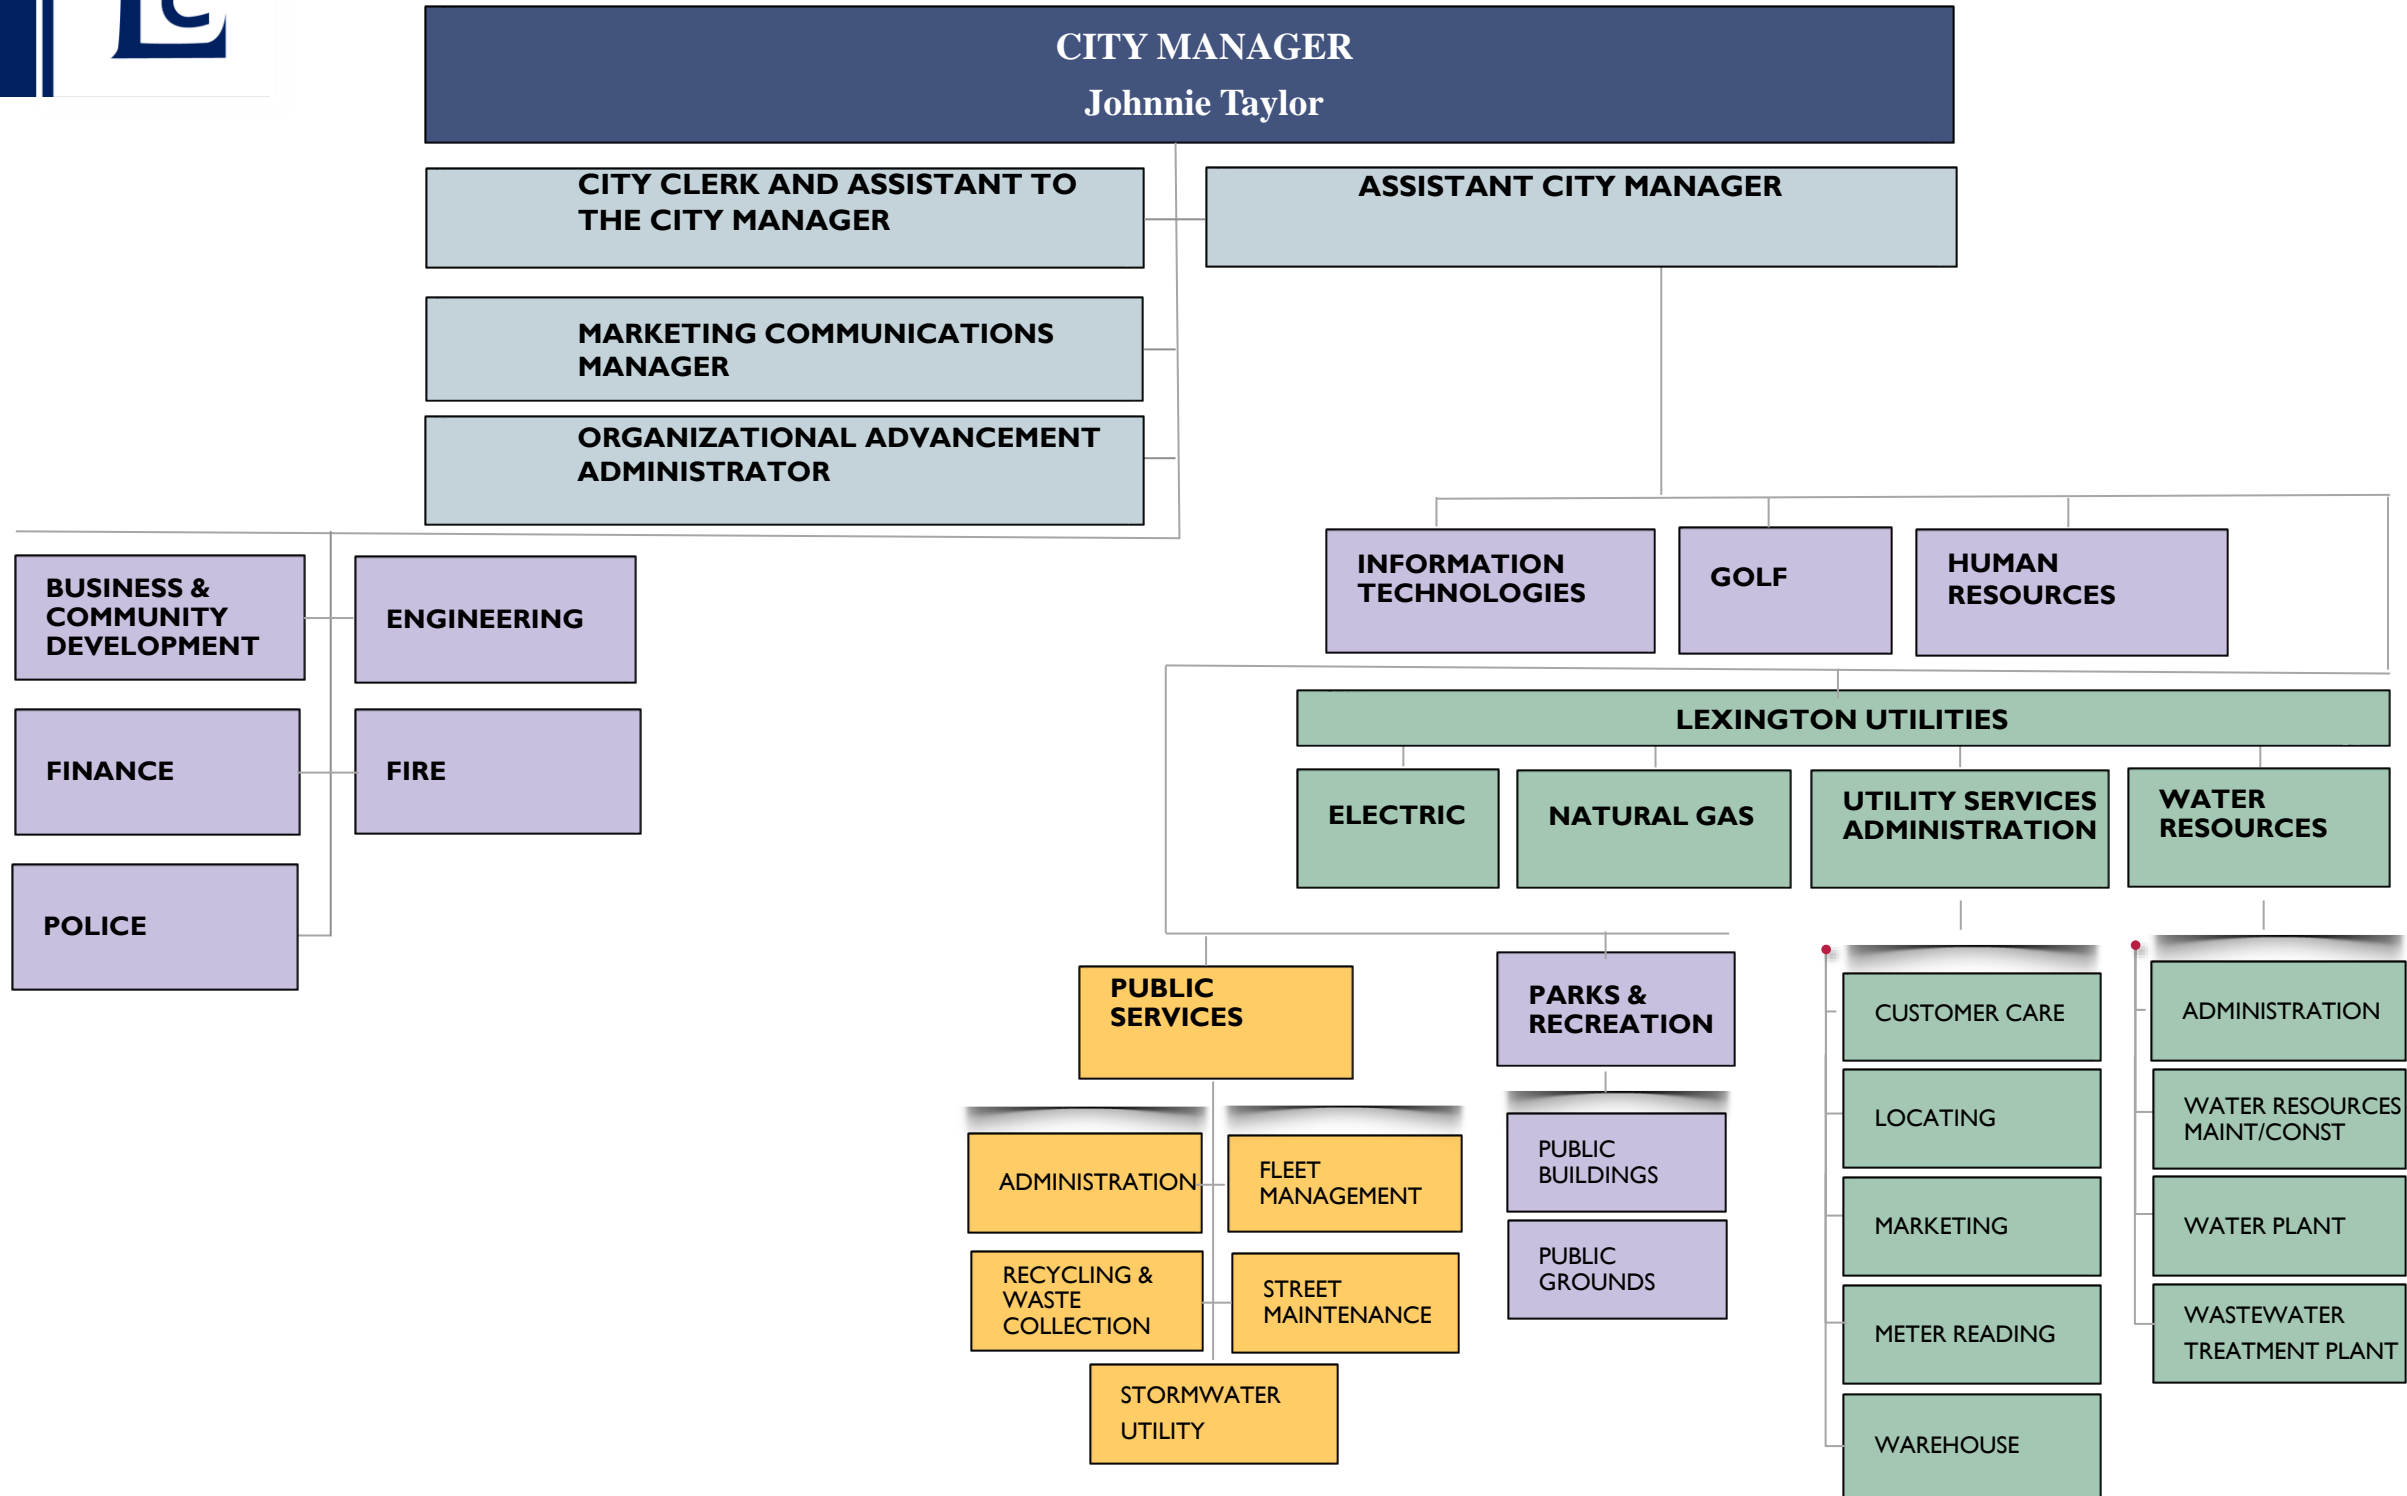 LC
CITY MANAGER
Johnnie Taylor
CITY CLERK AND ASSISTANT TO
THE CITY MANAGER
ASSISTANT CITY MANAGER
MARKETING COMMUNICATIONS
MANAGER
ORGANIZATIONAL ADVANCEMENT
ADMINISTRATOR
BUSINESS &
COMMUNITY
DEVELOPMENT
ENGINEERING
FINANCE
FIRE
POLICE
INFORMATION
TECHNOLOGIES
GOLF
HUMAN
RESOURCES
LEXINGTON UTILITIES
ELECTRIC
NATURAL GAS
UTILITY SERVICES
ADMINISTRATION
WATER
RESOURCES
PUBLIC
SERVICES
ADMINISTRATION
FLEET
MANAGEMENT
RECYCLING &
WASTE
COLLECTION
STREET
MAINTENANCE
STORMWATER
UTILITY
PARKS &
RECREATION
PUBLIC
BUILDINGS
PUBLIC
GROUNDS
CUSTOMER CARE
LOCATING
MARKETING
METER READING
WAREHOUSE
ADMINISTRATION
WATER RESOURCES
MAINT/CONST
WATER PLANT
WASTEWATER
TREATMENT PLANT